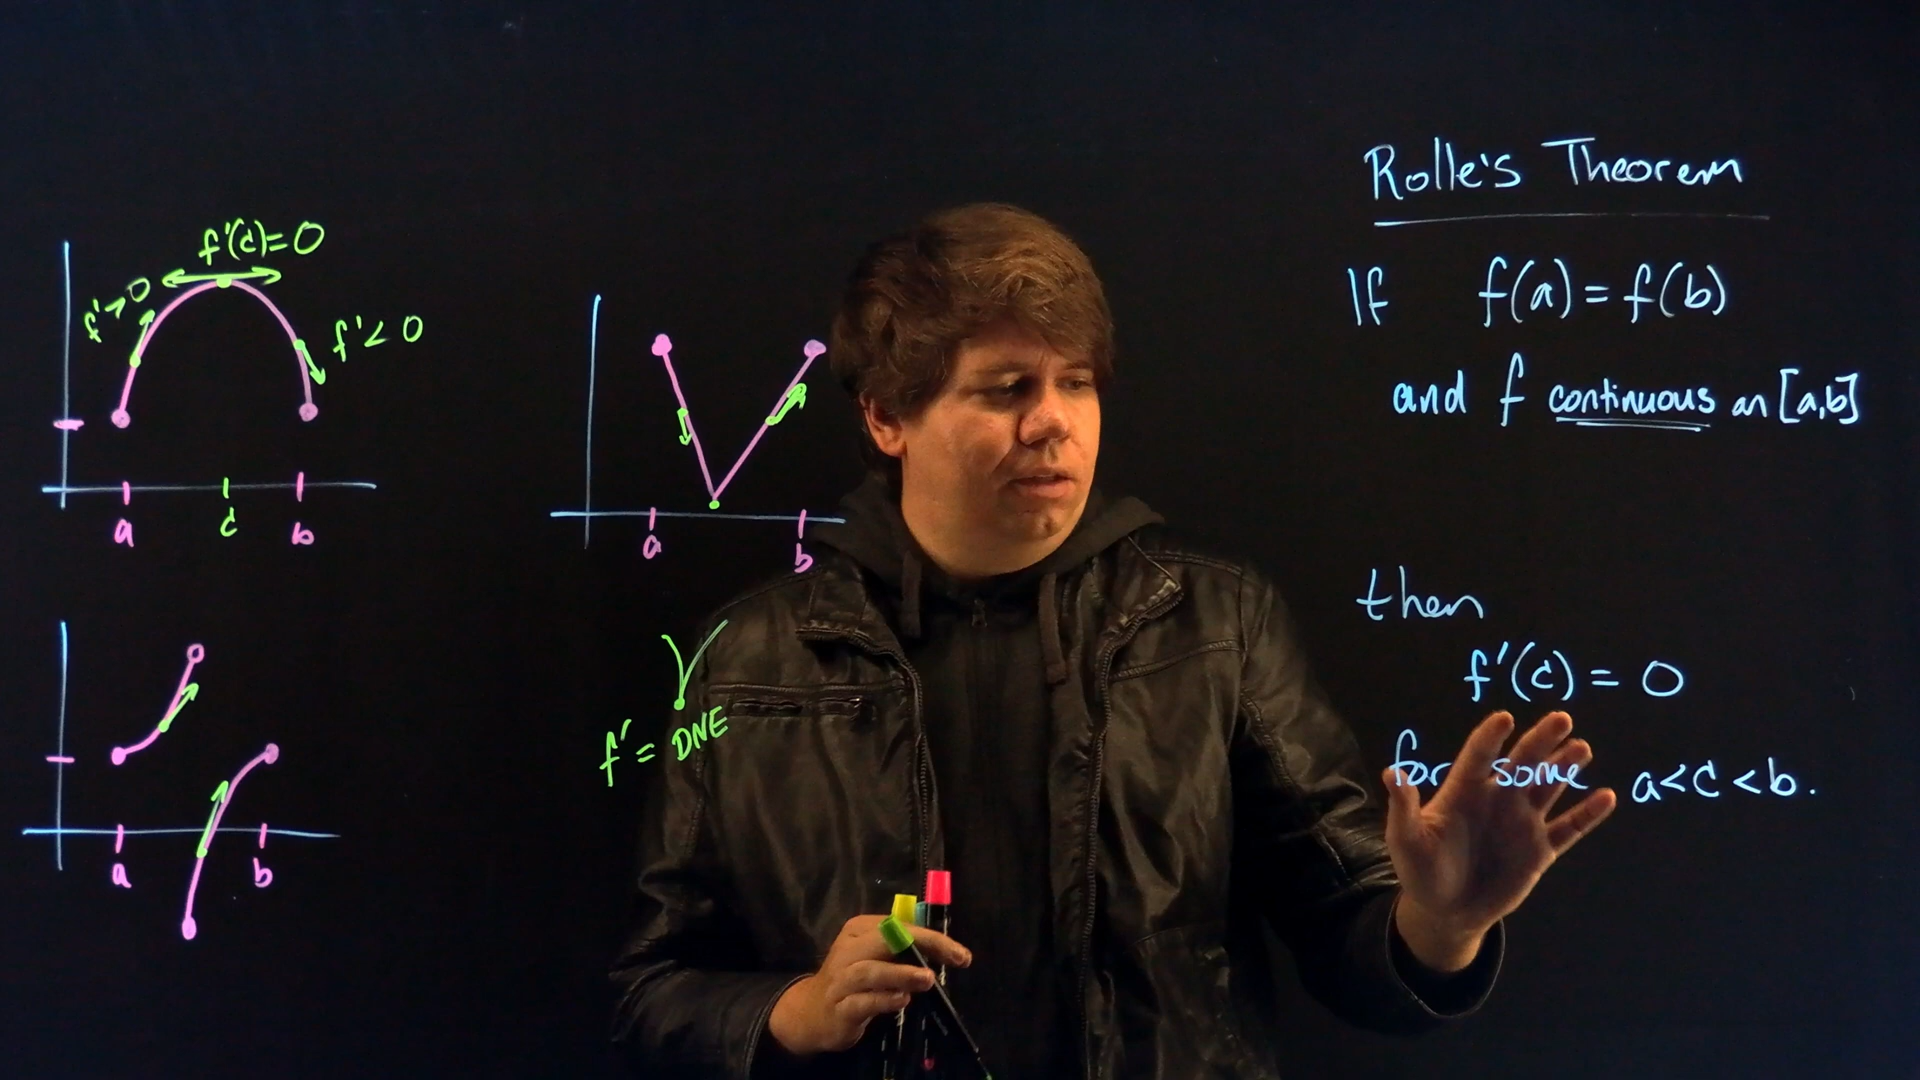 f'(c)=0
f'>0
f'<0
a c b
a b
a b
f' = DNE
Rolle's Theorem
If f(a)=f(b)
and f continuous on [a,b]
then
f'(c) = 0
for some a<c<b.